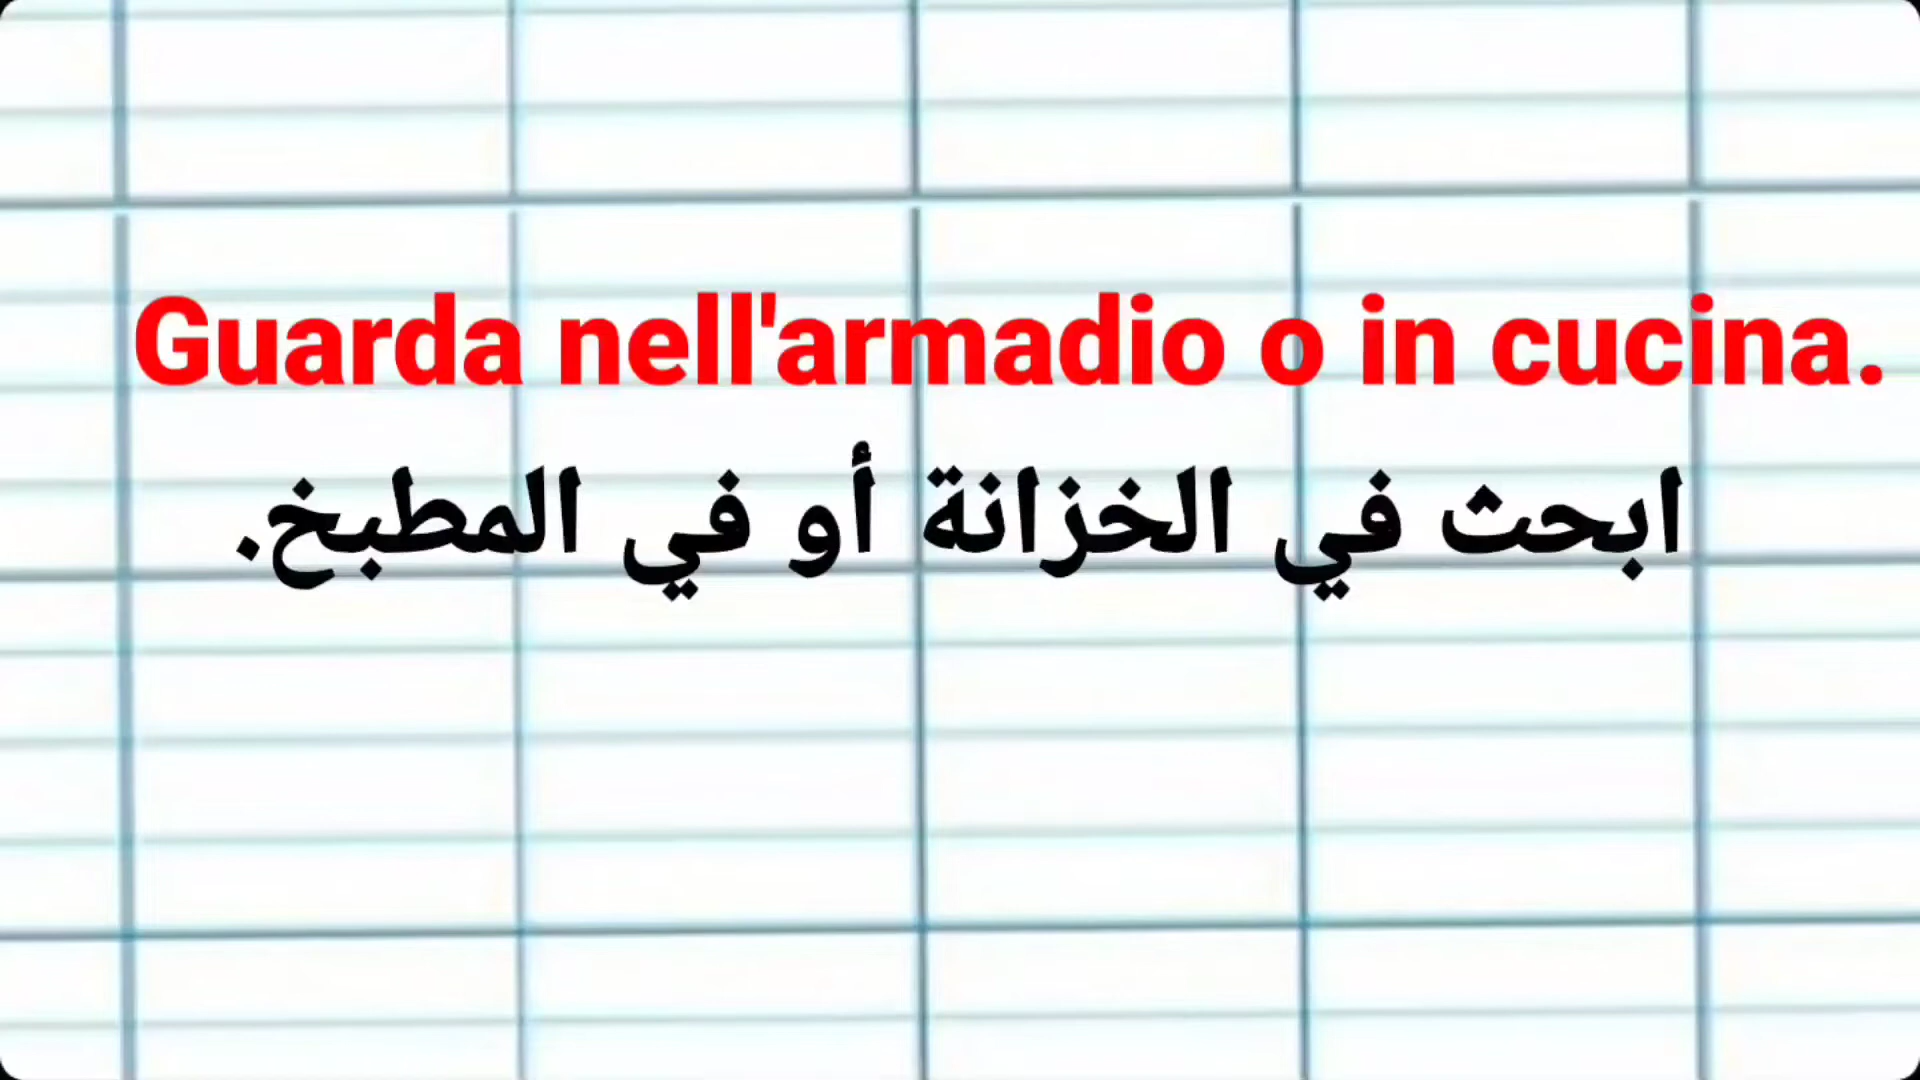 Guarda nell'armadio o in cucina.
ابحث في الخزانة أو في المطبخ.